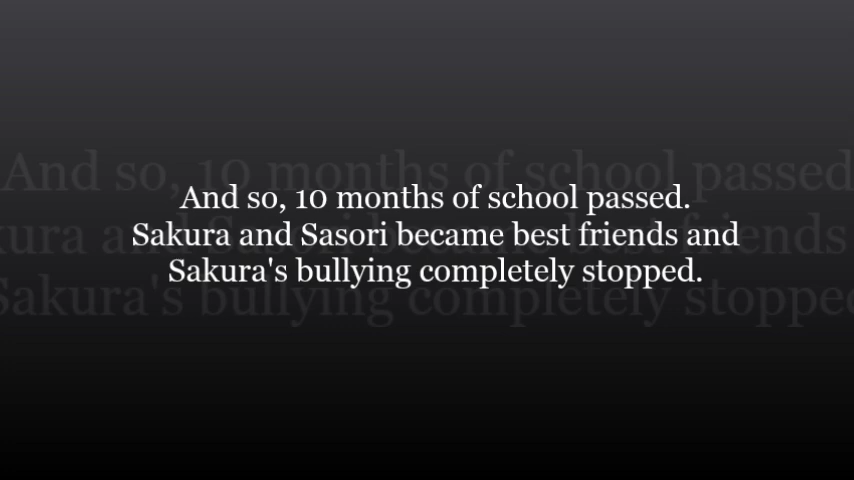 And so, 10 months of school passed.
Sakura and Sasori became best friends and
Sakura's bullying completely stopped.